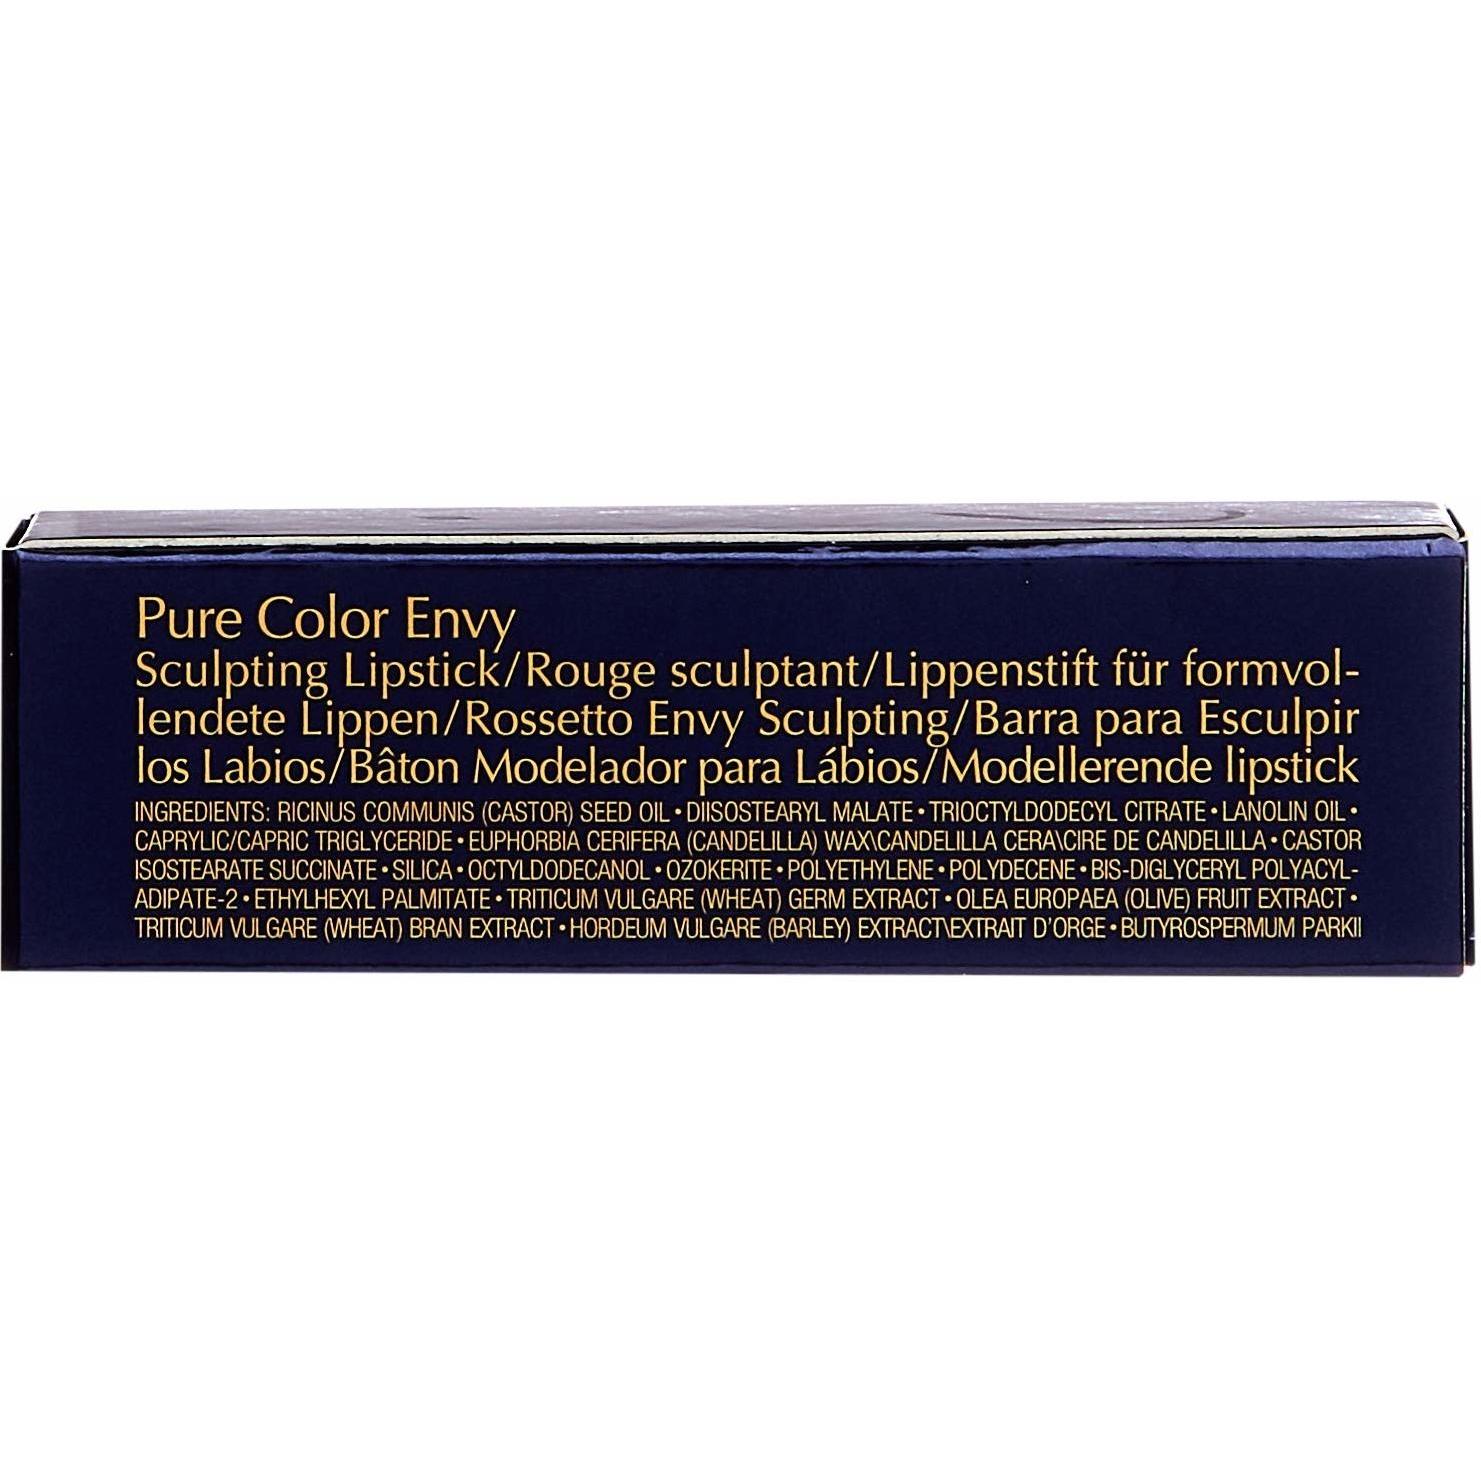 Pure Color Envy
Sculpting Lipstick/Rouge sculptant/Lippenstift für formvol-
lendete Lippen/Rossetto Envy Sculpting/Barra para Esculpir
los Labios/Bâton Modelador para Lábios/Modellerende lipstick
INGREDIENTS: RICINUS COMMUNIS (CASTOR) SEED OIL • DIISOSTEARYL MALATE • TRIOCTYLDODECYL CITRATE • LANOLIN OIL •
CAPRYLIC/CAPRIC TRIGLYCERIDE • EUPHORBIA CERIFERA (CANDELILLA) WAX\CANDELILLA CERA\CIRE DE CANDELILLA • CASTOR
ISOSTEARATE SUCCINATE • SILICA • OCTYLDODECANOL • OZOKERITE • POLYETHYLENE • POLYDECENE • BIS-DIGLYCERYL POLYACYL-
ADIPATE-2 • ETHYLHEXYL PALMITATE • TRITICUM VULGARE (WHEAT) GERM EXTRACT • OLEA EUROPAEA (OLIVE) FRUIT EXTRACT •
TRITICUM VULGARE (WHEAT) BRAN EXTRACT • HORDEUM VULGARE (BARLEY) EXTRACT\EXTRAIT D'ORGE • BUTYROSPERMUM PARKII